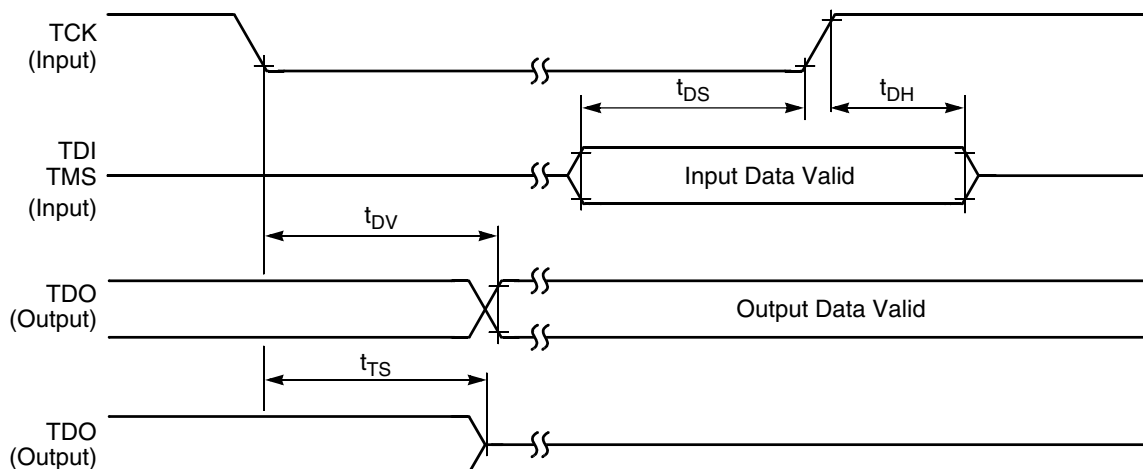 TCK
(Input)
tDS
tDH
TDI
TMS
(Input)
Input Data Valid
tDV
TDO
(Output)
Output Data Valid
tTS
TDO
(Output)